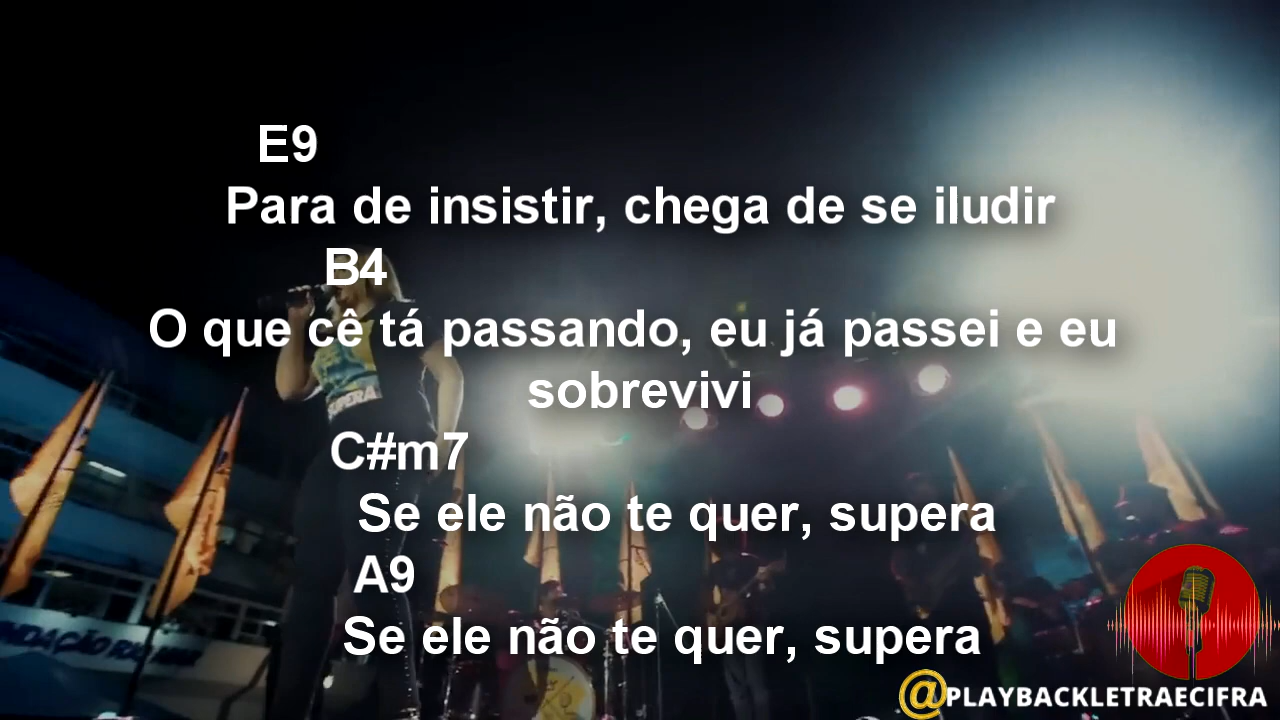 E9
Para de insistir, chega de se iludir
B4
O que cê tá passando, eu já passei e eu
sobrevivi
C#m7
Se ele não te quer, supera
A9
Se ele não te quer, supera
SUPERA
@PLAYBACKLETRAECIFRA